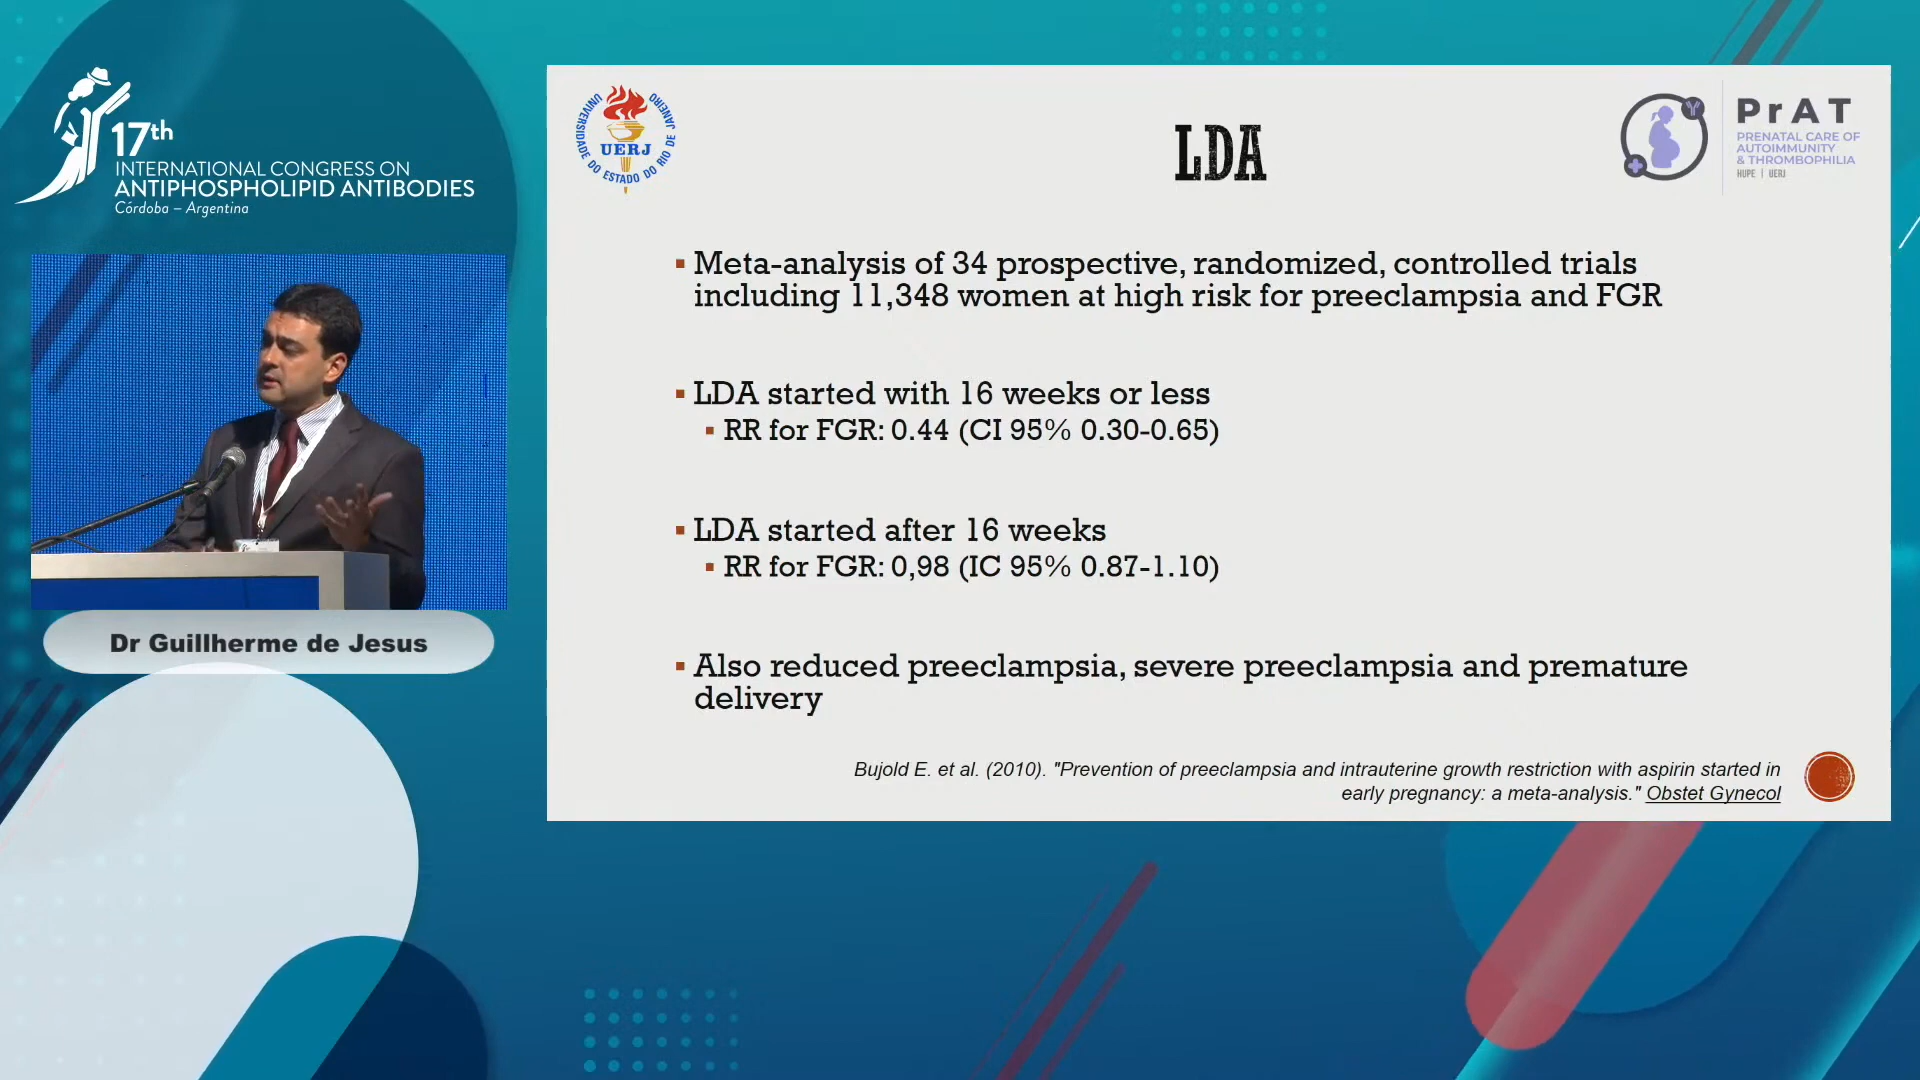 17th
INTERNATIONAL CONGRESS ON
ANTIPHOSPHOLIPID ANTIBODIES
Córdoba – Argentina
Dr Guillherme de Jesus
UNIVERSIDADE DO ESTADO DO RIO DE JANEIRO
UERJ
LDA
PrAT
PRENATAL CARE OF
AUTOIMMUNITY
& THROMBOPHILIA
HUPE | UERJ
▪ Meta-analysis of 34 prospective, randomized, controlled trials
including 11,348 women at high risk for preeclampsia and FGR
▪ LDA started with 16 weeks or less
▪ RR for FGR: 0.44 (CI 95% 0.30-0.65)
▪ LDA started after 16 weeks
▪ RR for FGR: 0,98 (IC 95% 0.87-1.10)
▪ Also reduced preeclampsia, severe preeclampsia and premature
delivery
Bujold E. et al. (2010). "Prevention of preeclampsia and intrauterine growth restriction with aspirin started in
early pregnancy: a meta-analysis." Obstet Gynecol